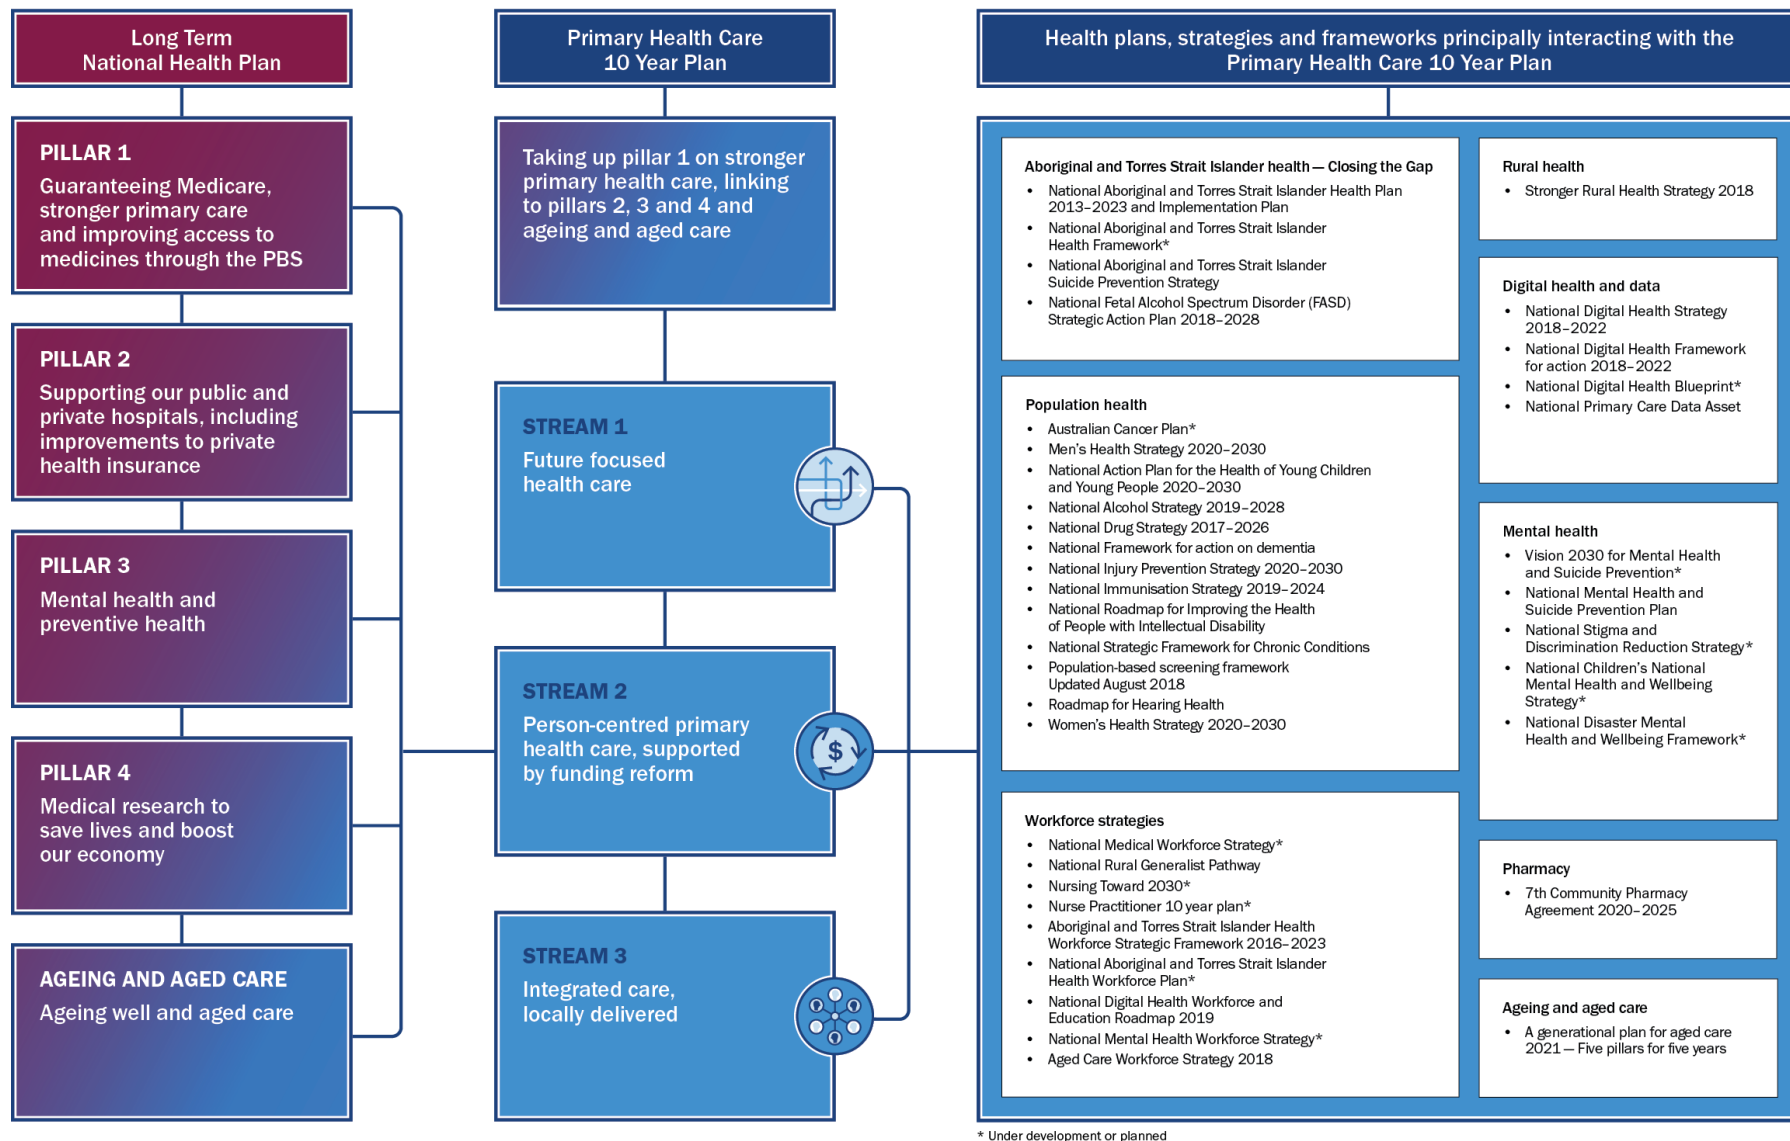 Long Term
National Health Plan
PILLAR 1
Guaranteeing Medicare,
stronger primary care
and improving access to
medicines through the PBS
PILLAR 2
Supporting our public and
private hospitals, including
improvements to private
health insurance
PILLAR 3
Mental health and
preventive health
PILLAR 4
Medical research to
save lives and boost
our economy
AGEING AND AGED CARE
Ageing well and aged care
Primary Health Care
10 Year Plan
Taking up pillar 1 on stronger
primary health care, linking
to pillars 2, 3 and 4 and
ageing and aged care
STREAM 1
Future focused
health care
STREAM 2
Person-centred primary
health care, supported
by funding reform
$
STREAM 3
Integrated care,
locally delivered
Health plans, strategies and frameworks principally interacting with the
Primary Health Care 10 Year Plan
Aboriginal and Torres Strait Islander health — Closing the Gap
• National Aboriginal and Torres Strait Islander Health Plan
2013–2023 and Implementation Plan
• National Aboriginal and Torres Strait Islander
Health Framework*
• National Aboriginal and Torres Strait Islander
Suicide Prevention Strategy
• National Fetal Alcohol Spectrum Disorder (FASD)
Strategic Action Plan 2018–2028
Population health
• Australian Cancer Plan*
• Men's Health Strategy 2020–2030
• National Action Plan for the Health of Young Children
and Young People 2020–2030
• National Alcohol Strategy 2019–2028
• National Drug Strategy 2017–2026
• National Framework for action on dementia
• National Injury Prevention Strategy 2020–2030
• National Immunisation Strategy 2019–2024
• National Roadmap for Improving the Health
of People with Intellectual Disability
• National Strategic Framework for Chronic Conditions
• Population-based screening framework
Updated August 2018
• Roadmap for Hearing Health
• Women's Health Strategy 2020–2030
Workforce strategies
• National Medical Workforce Strategy*
• National Rural Generalist Pathway
• Nursing Toward 2030*
• Nurse Practitioner 10 year plan*
• Aboriginal and Torres Strait Islander Health
Workforce Strategic Framework 2016–2023
• National Aboriginal and Torres Strait Islander
Health Workforce Plan*
• National Digital Health Workforce and
Education Roadmap 2019
• National Mental Health Workforce Strategy*
• Aged Care Workforce Strategy 2018
Rural health
• Stronger Rural Health Strategy 2018
Digital health and data
• National Digital Health Strategy
2018–2022
• National Digital Health Framework
for action 2018–2022
• National Digital Health Blueprint*
• National Primary Care Data Asset
Mental health
• Vision 2030 for Mental Health
and Suicide Prevention*
• National Mental Health and
Suicide Prevention Plan
• National Stigma and
Discrimination Reduction Strategy*
• National Children's National
Mental Health and Wellbeing
Strategy*
• National Disaster Mental
Health and Wellbeing Framework*
Pharmacy
• 7th Community Pharmacy
Agreement 2020–2025
Ageing and aged care
• A generational plan for aged care
2021 — Five pillars for five years
* Under development or planned